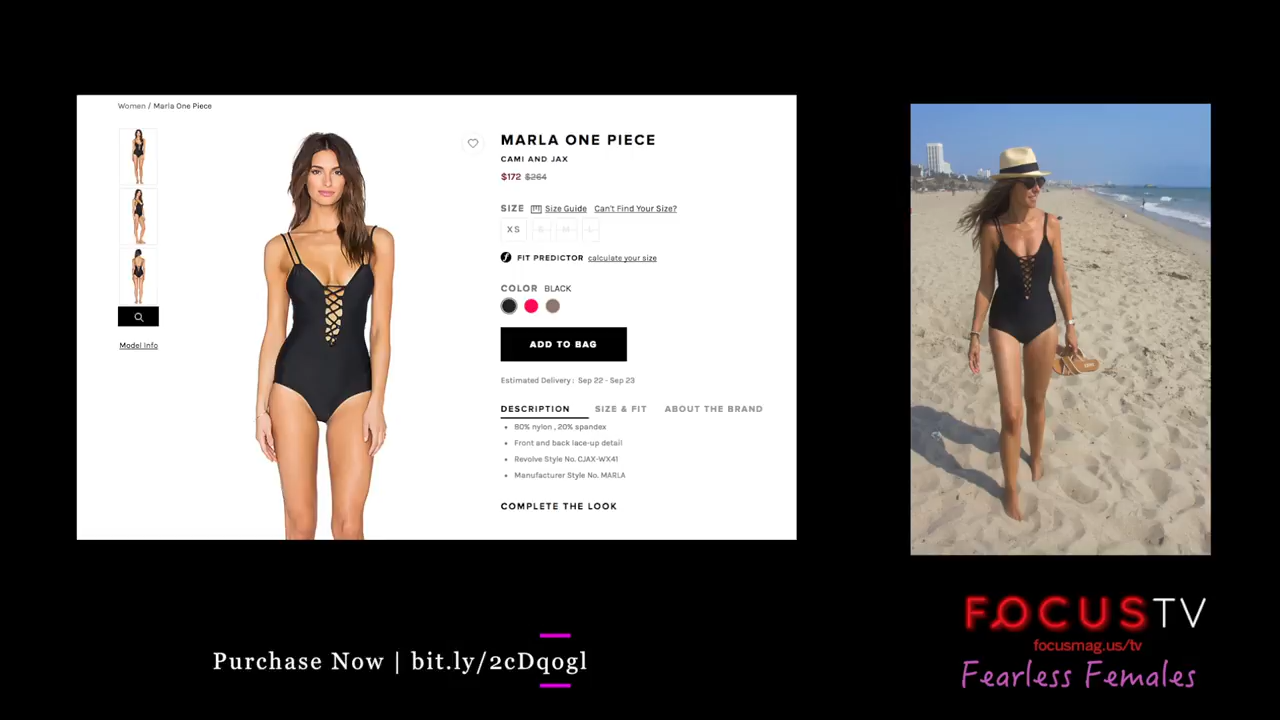 Women / Marla One Piece
MARLA ONE PIECE
CAMI AND JAX
$172 $264
SIZE Size Guide Can't Find Your Size?
XS S M L
FIT PREDICTOR calculate your size
COLOR BLACK
ADD TO BAG
Model Info
Estimated Delivery : Sep 22 - Sep 23
DESCRIPTION SIZE & FIT ABOUT THE BRAND
80% nylon , 20% spandex
Front and back lace-up detail
Revolve Style No. CJAX-WX41
Manufacturer Style No. MARLA
COMPLETE THE LOOK
Purchase Now | bit.ly/2cDqogl
FOCUSTV
focusmag.us/tv
Fearless Females